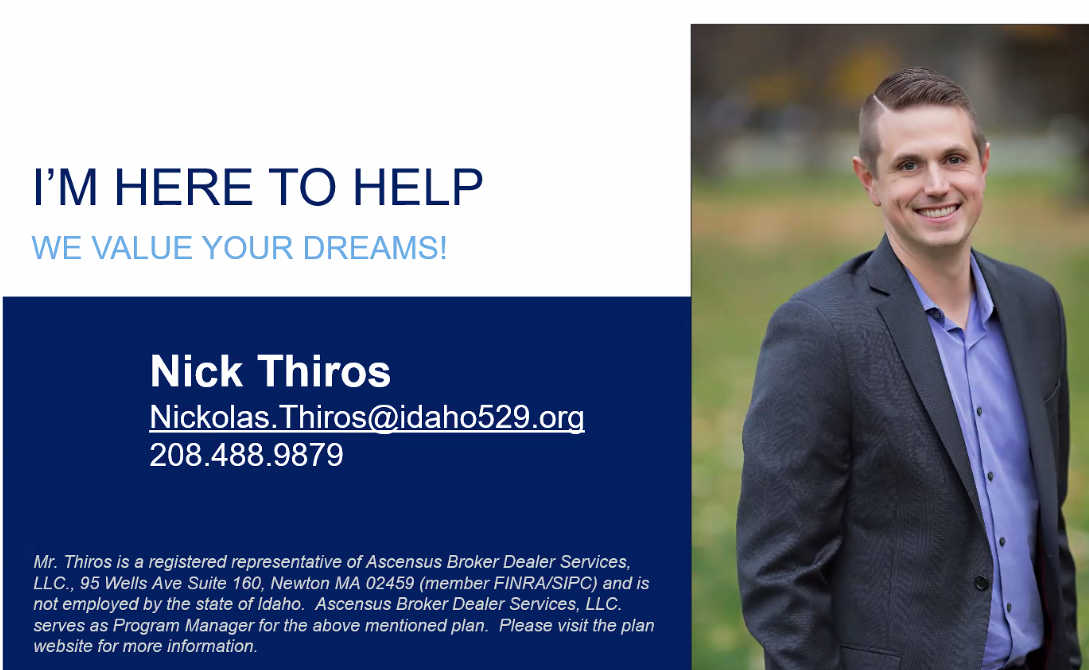 I’M HERE TO HELP
WE VALUE YOUR DREAMS!
Nick Thiros
Nickolas.Thiros@idaho529.org
208.488.9879
Mr. Thiros is a registered representative of Ascensus Broker Dealer Services,
LLC., 95 Wells Ave Suite 160, Newton MA 02459 (member FINRA/SIPC) and is
not employed by the state of Idaho.  Ascensus Broker Dealer Services, LLC.
serves as Program Manager for the above mentioned plan.  Please visit the plan
website for more information.